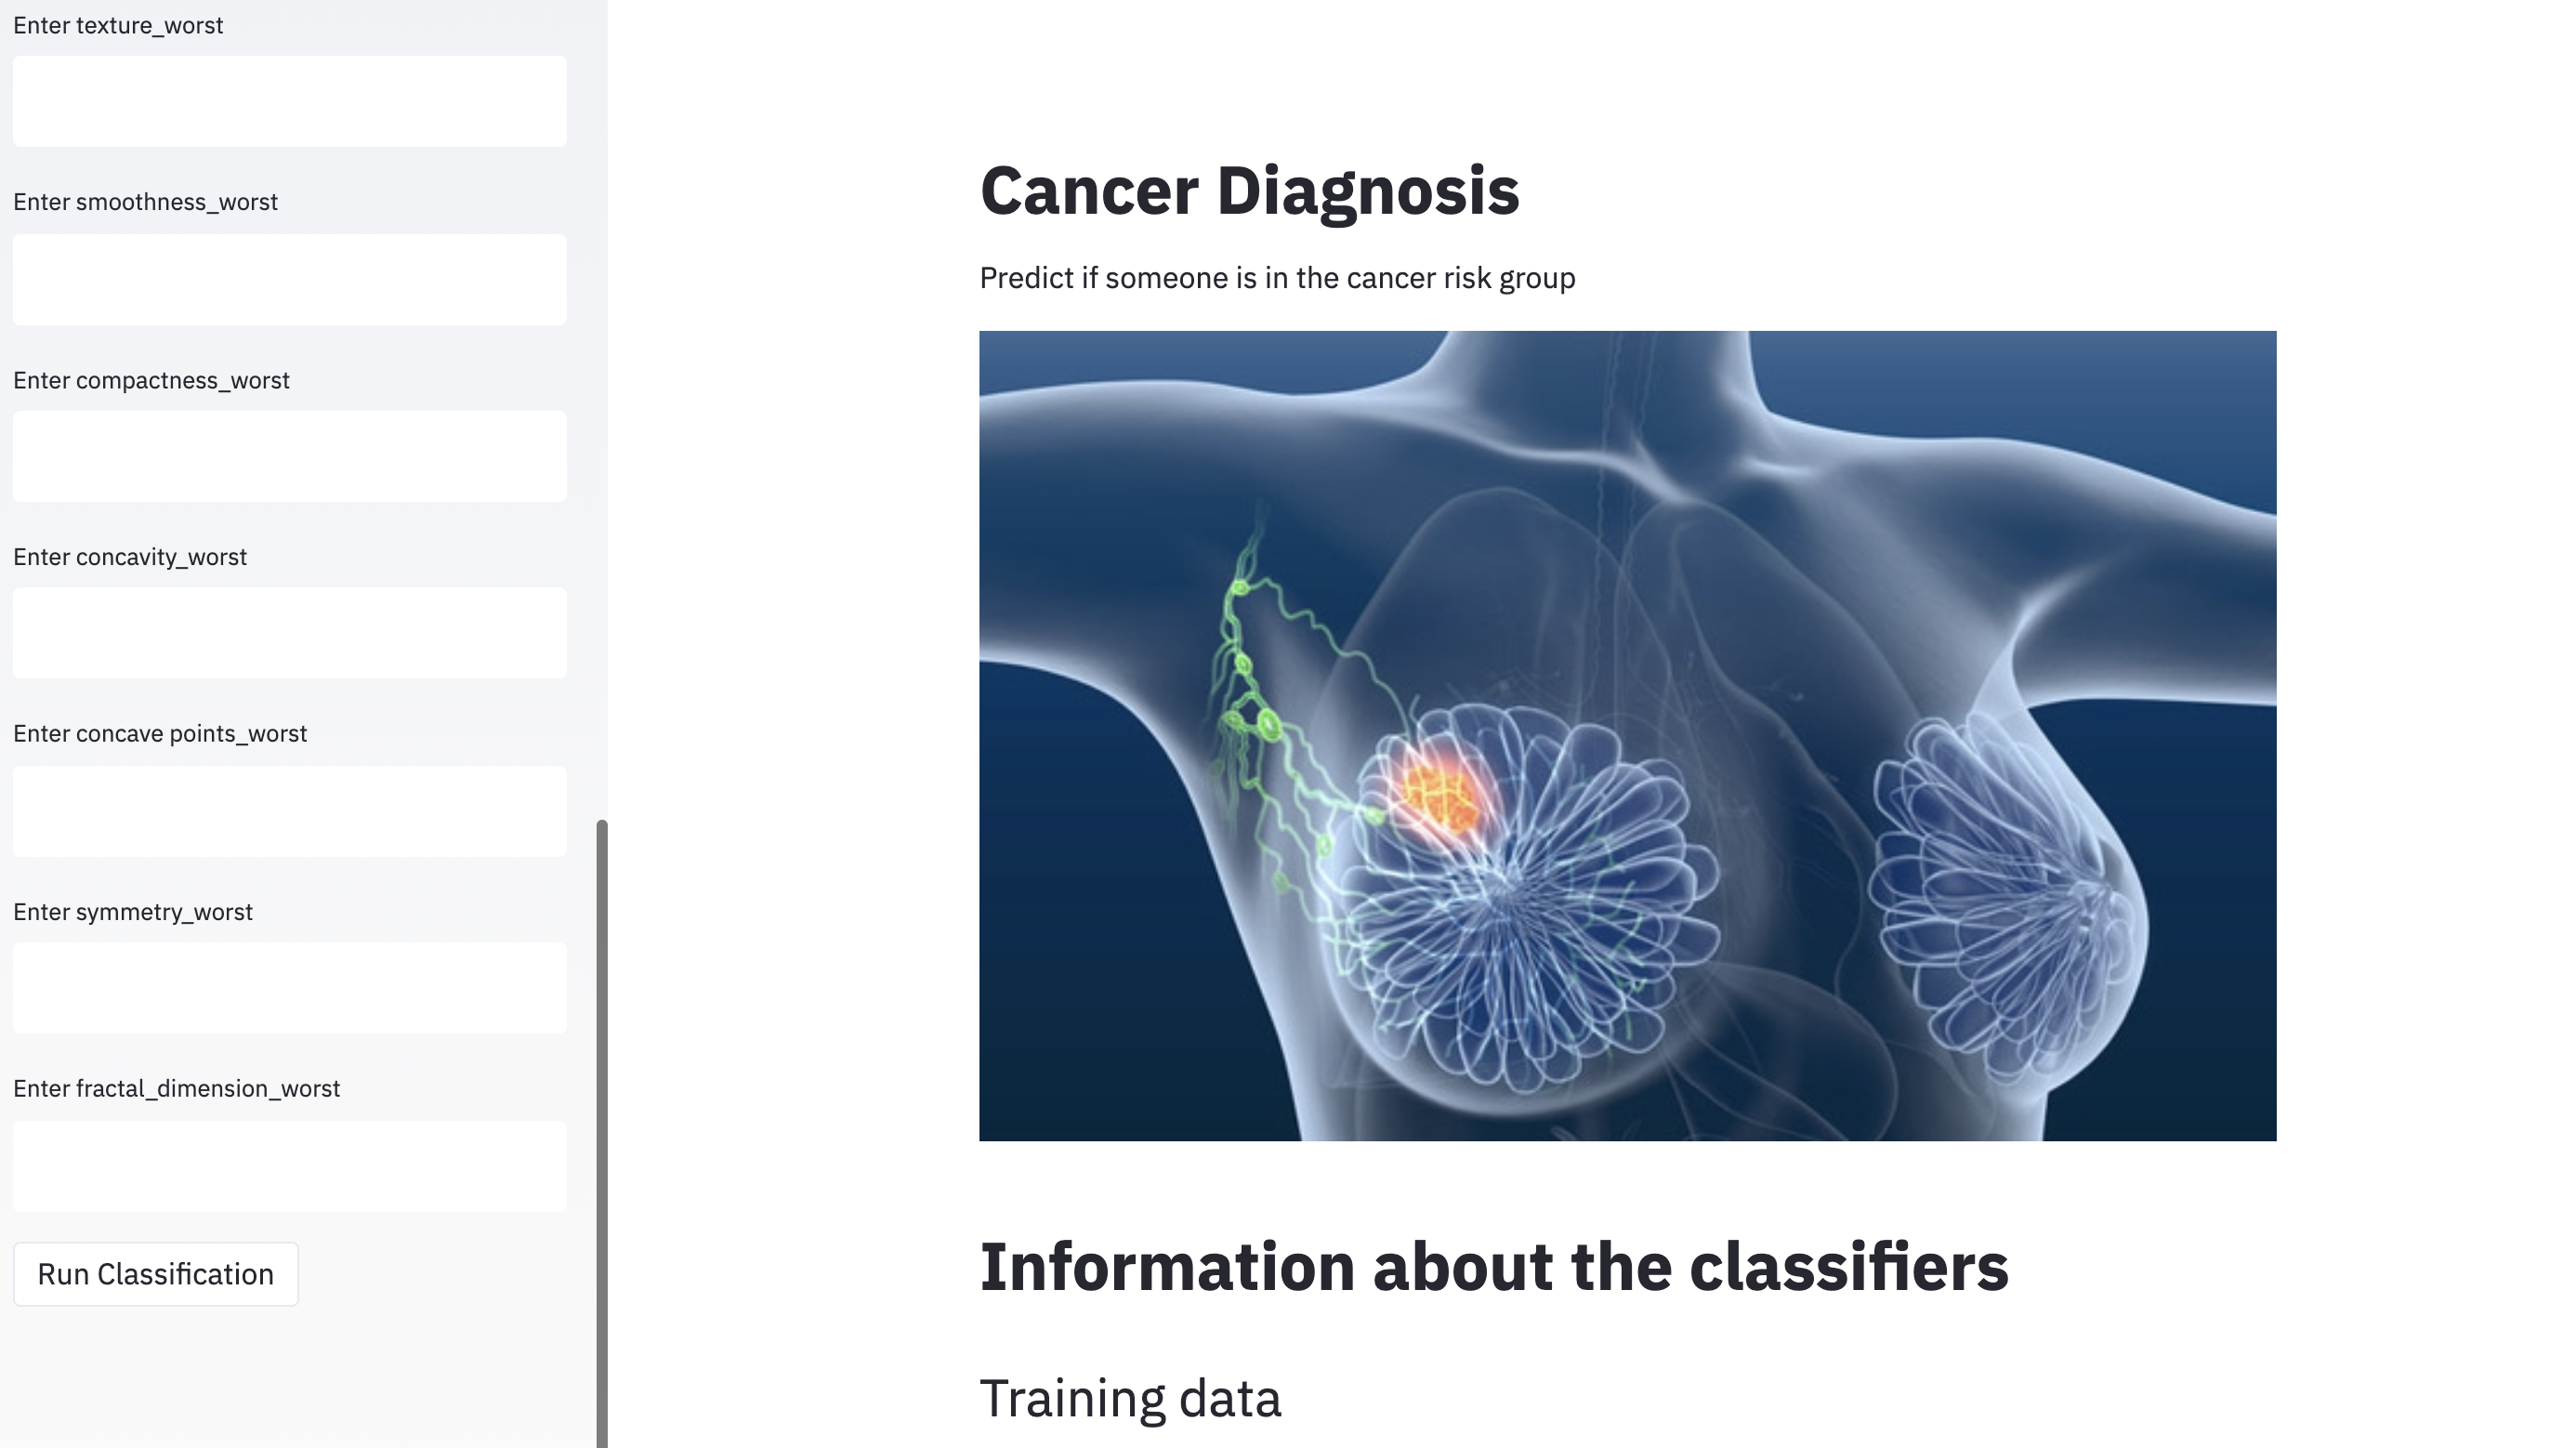 Enter texture_worst
Enter smoothness_worst
Enter compactness_worst
Enter concavity_worst
Enter concave points_worst
Enter symmetry_worst
Enter fractal_dimension_worst
Run Classification
Cancer Diagnosis
Predict if someone is in the cancer risk group
Information about the classifiers
Training data